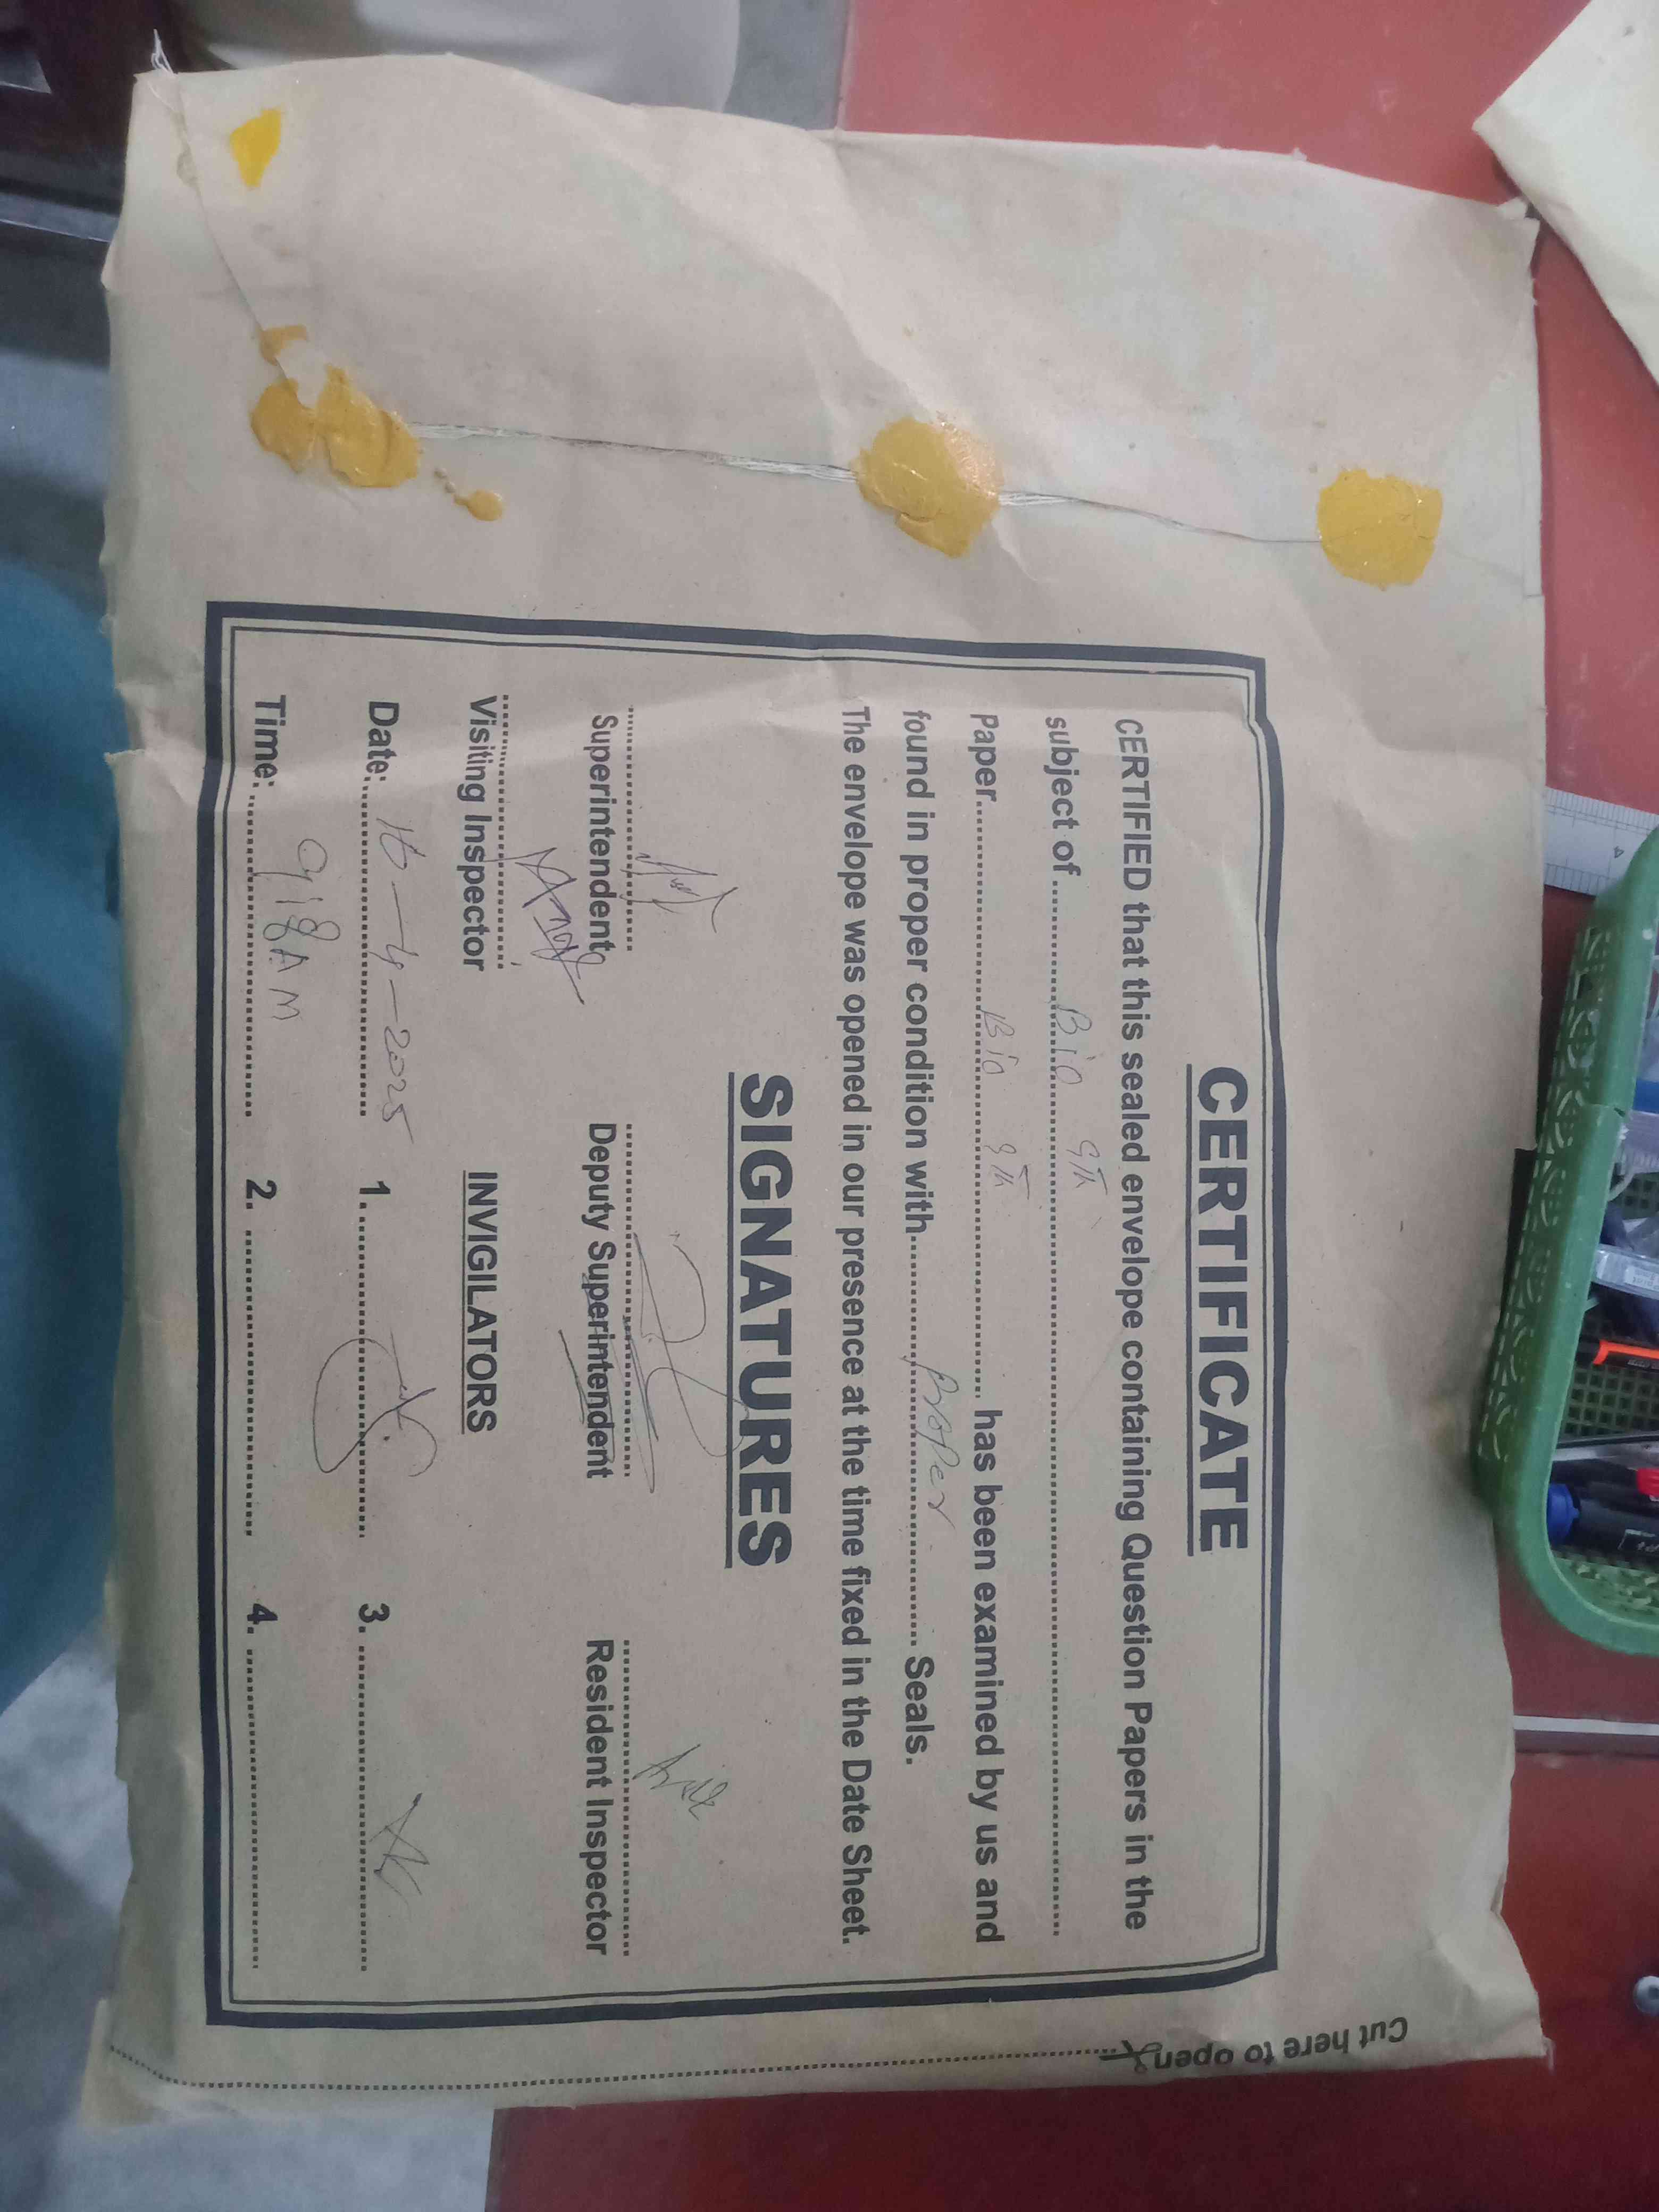 CERTIFICATE
CERTIFIED that this sealed envelope containing Question Papers in the
subject of ............ Bio 9th ............
Paper............ Bio 9th ............ has been examined by us and
found in proper condition with............ Proper ............ Seals.
The envelope was opened in our presence at the time fixed in the Date Sheet.
SIGNATURES
Superintendent Deputy Superintendent Resident Inspector
Visiting Inspector INVIGILATORS
Date:.... 16-4-2025 1. ............ 3. ............
Time:.... 9:18 AM 2. ............ 4. ............
Cut here to open